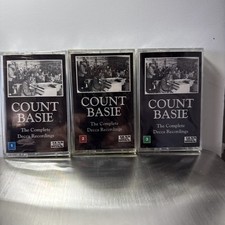 COUNT
BASIE
The Complete
Decca Recordings
COUNT
BASIE
The Complete
Decca Recordings
COUNT
BASIE
The Complete
Decca Recordings